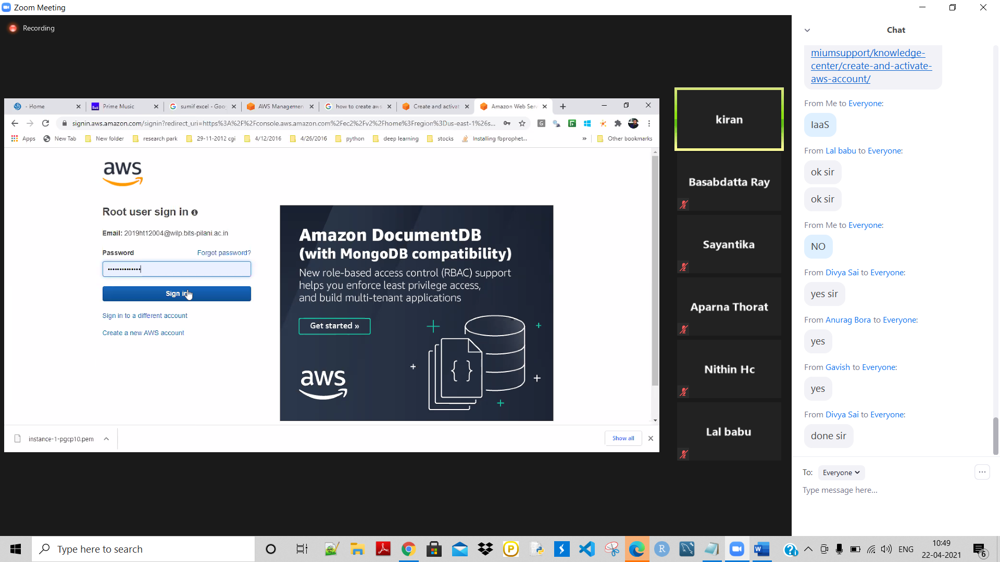 Zoom Meeting
Recording
- Home
Prime Music
sumif excel - Goo
AWS Managemen
how to create aws
Create and activat
Amazon Web Serv
signin.aws.amazon.com/signin?redirect_uri=https%3A%2F%2Fconsole.aws.amazon.com%2Fec2%2Fv2%2Fhome%3Fregion%3Dus-east-1%26s...
Apps
New Tab
New folder
research park
29-11-2012 cgi
4/12/2016
4/26/2016
python
deep learning
stocks
Installing fbprophet...
»
Other bookmarks
aws
Root user sign in
Email: 2019ht12004@wilp.bits-pilani.ac.in
Password
Forgot password?
Sign in
Sign in to a different account
Create a new AWS account
Amazon DocumentDB
(with MongoDB compatibility)
New role-based access control (RBAC) support
helps you enforce least privilege access,
and build multi-tenant applications
Get started »
{ }
aws
instance-1-pgcp10.pem
Show all
kiran
Basabdatta Ray
Sayantika
Aparna Thorat
Nithin Hc
Lal babu
Chat
miumsupport/knowledge-
center/create-and-activate-
aws-account/
From Me to Everyone:
IaaS
From Lal babu to Everyone:
ok sir
ok sir
From Me to Everyone:
NO
From Divya Sai to Everyone:
yes sir
From Anurag Bora to Everyone:
yes
From Gavish to Everyone:
yes
From Divya Sai to Everyone:
done sir
To: Everyone
Type message here...
Type here to search
ENG
10:49
22-04-2021
6